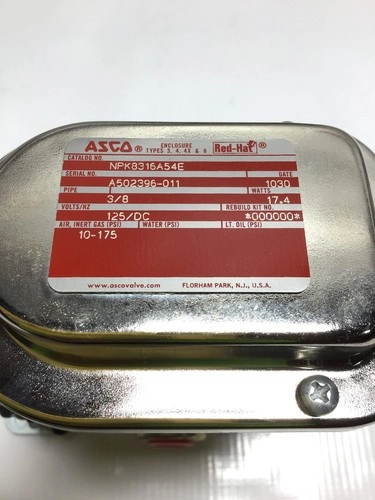 ASCO® ENCLOSURE TYPES 3, 4, 4X & 6 Red-Hat®
CATALOG NO.
NPK8316A54E
SERIAL NO. DATE
A502396-011 1030
PIPE WATTS
3/8 17.4
VOLTS/HZ REBUILD KIT NO.
125/DC *000000*
AIR, INERT GAS (PSI) WATER (PSI) LT. OIL (PSI)
10-175
www.ascovalve.com FLORHAM PARK, N.J., U.S.A.